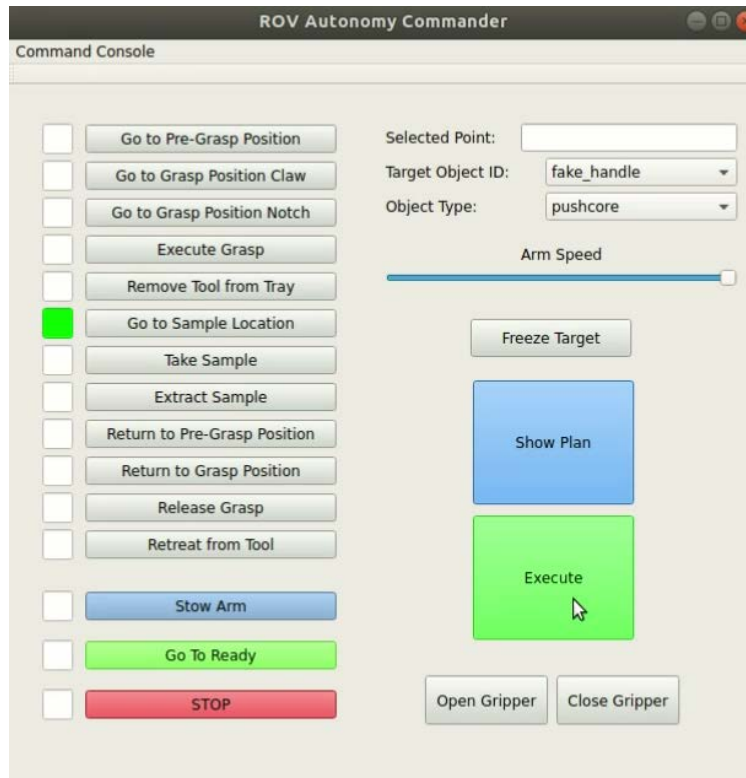 ROV Autonomy Commander
Command Console
Go to Pre-Grasp Position
Go to Grasp Position Claw
Go to Grasp Position Notch
Execute Grasp
Remove Tool from Tray
Go to Sample Location
Take Sample
Extract Sample
Return to Pre-Grasp Position
Return to Grasp Position
Release Grasp
Retreat from Tool
Stow Arm
Go To Ready
STOP
Selected Point:
Target Object ID: fake_handle
Object Type: pushcore
Arm Speed
Freeze Target
Show Plan
Execute
Open Gripper Close Gripper